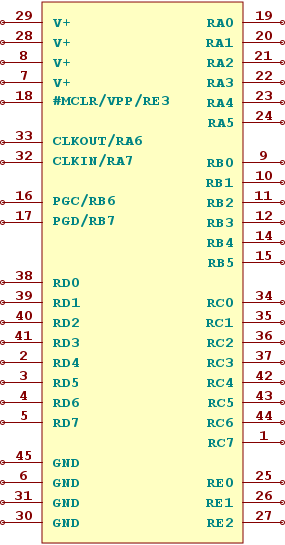 29 V+ RA0 19
28 V+ RA1 20
8 V+ RA2 21
7 V+ RA3 22
18 #MCLR/VPP/RE3 RA4 23
RA5 24
33 CLKOUT/RA6
32 CLKIN/RA7 RB0 9
RB1 10
16 PGC/RB6 RB2 11
17 PGD/RB7 RB3 12
RB4 14
RB5 15
38 RD0
39 RD1 RC0 34
40 RD2 RC1 35
41 RD3 RC2 36
2 RD4 RC3 37
3 RD5 RC4 42
4 RD6 RC5 43
5 RD7 RC6 44
RC7 1
45 GND
6 GND RE0 25
31 GND RE1 26
30 GND RE2 27